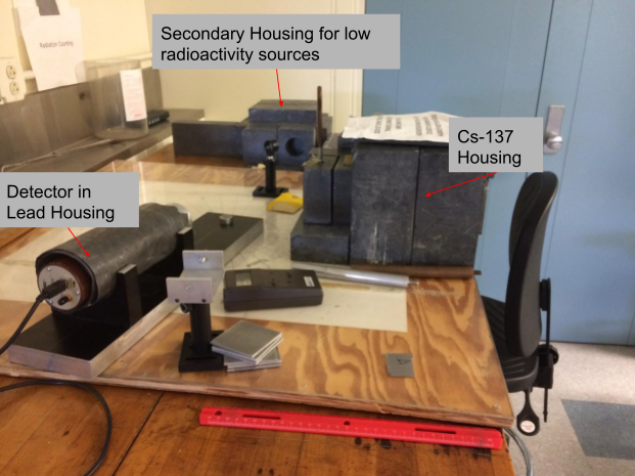 Radiation Counting
Secondary Housing for low
radioactivity sources
Cs-137
Housing
Detector in
Lead Housing